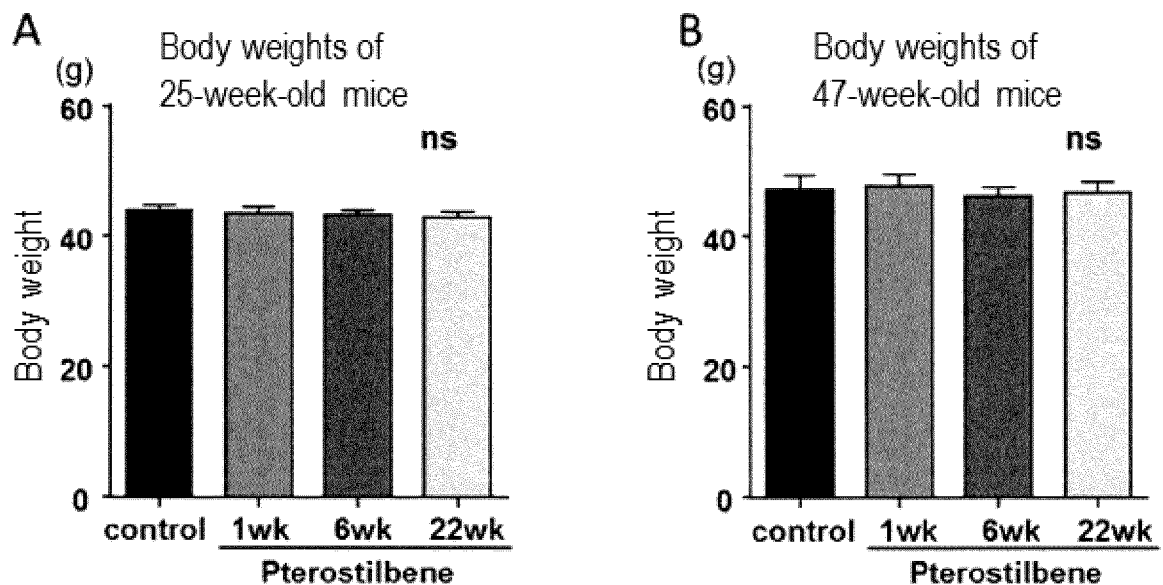 A
Body weights of
25-week-old mice
(g)
60
40
20
0
Body weight
ns
control 1wk 6wk 22wk
Pterostilbene
B
Body weights of
47-week-old mice
(g)
60
40
20
0
Body weight
ns
control 1wk 6wk 22wk
Pterostilbene